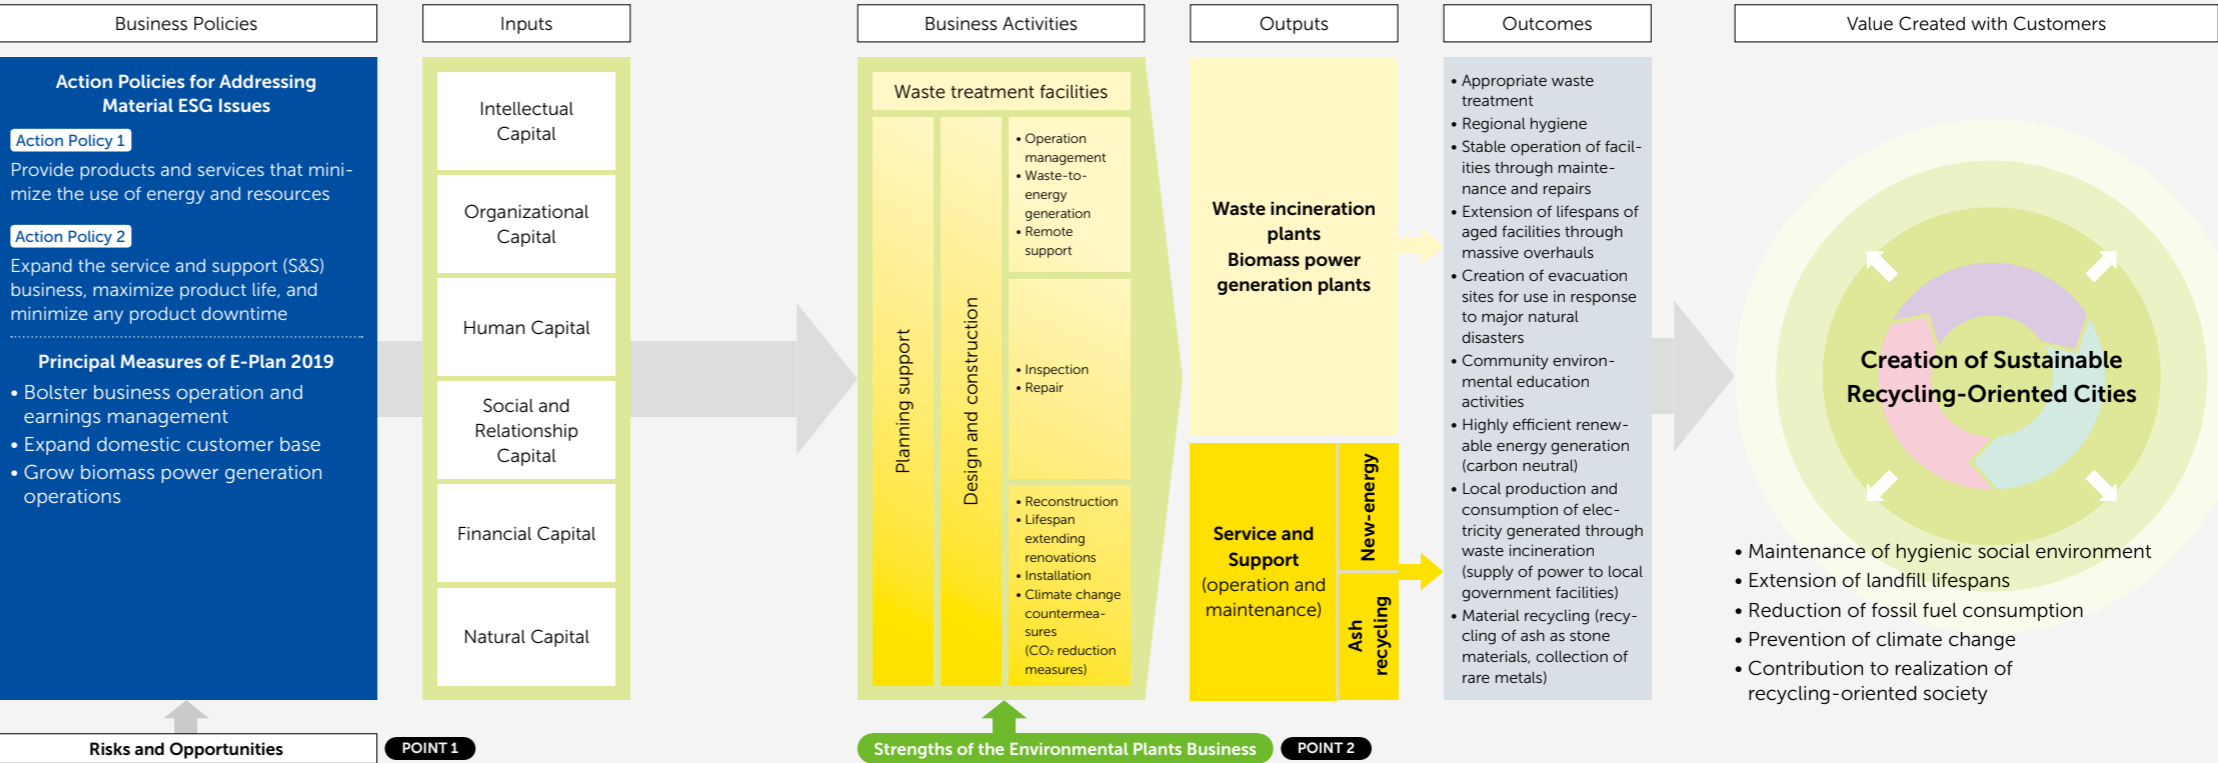 Business Policies
Inputs
Business Activities
Outputs
Outcomes
Value Created with Customers
Action Policies for Addressing
Material ESG Issues
Action Policy 1
Provide products and services that mini-
mize the use of energy and resources
Action Policy 2
Expand the service and support (S&S)
business, maximize product life, and
minimize any product downtime
Principal Measures of E-Plan 2019
• Bolster business operation and
earnings management
• Expand domestic customer base
• Grow biomass power generation
operations
Risks and Opportunities
POINT 1
Intellectual
Capital
Organizational
Capital
Human Capital
Social and
Relationship
Capital
Financial Capital
Natural Capital
Waste treatment facilities
Planning support
Design and construction
• Operation
management
• Waste-to-
energy
generation
• Remote
support
• Inspection
• Repair
• Reconstruction
• Lifespan
extending
renovations
• Installation
• Climate change
countermea-
sures
(CO₂ reduction
measures)
Strengths of the Environmental Plants Business
POINT 2
Waste incineration
plants
Biomass power
generation plants
Service and
Support
(operation and
maintenance)
New-energy
Ash
recycling
• Appropriate waste
treatment
• Regional hygiene
• Stable operation of facil-
ities through mainte-
nance and repairs
• Extension of lifespans of
aged facilities through
massive overhauls
• Creation of evacuation
sites for use in response
to major natural
disasters
• Community environ-
mental education
activities
• Highly efficient renew-
able energy generation
(carbon neutral)
• Local production and
consumption of elec-
tricity generated through
waste incineration
(supply of power to local
government facilities)
• Material recycling (recy-
cling of ash as stone
materials, collection of
rare metals)
Creation of Sustainable
Recycling-Oriented Cities
• Maintenance of hygienic social environment
• Extension of landfill lifespans
• Reduction of fossil fuel consumption
• Prevention of climate change
• Contribution to realization of
recycling-oriented society